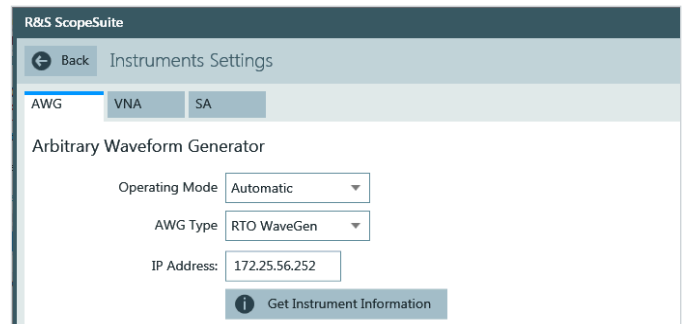 R&S ScopeSuite
Back Instruments Settings
AWG VNA SA
Arbitrary Waveform Generator
Operating Mode Automatic
AWG Type RTO WaveGen
IP Address: 172.25.56.252
Get Instrument Information